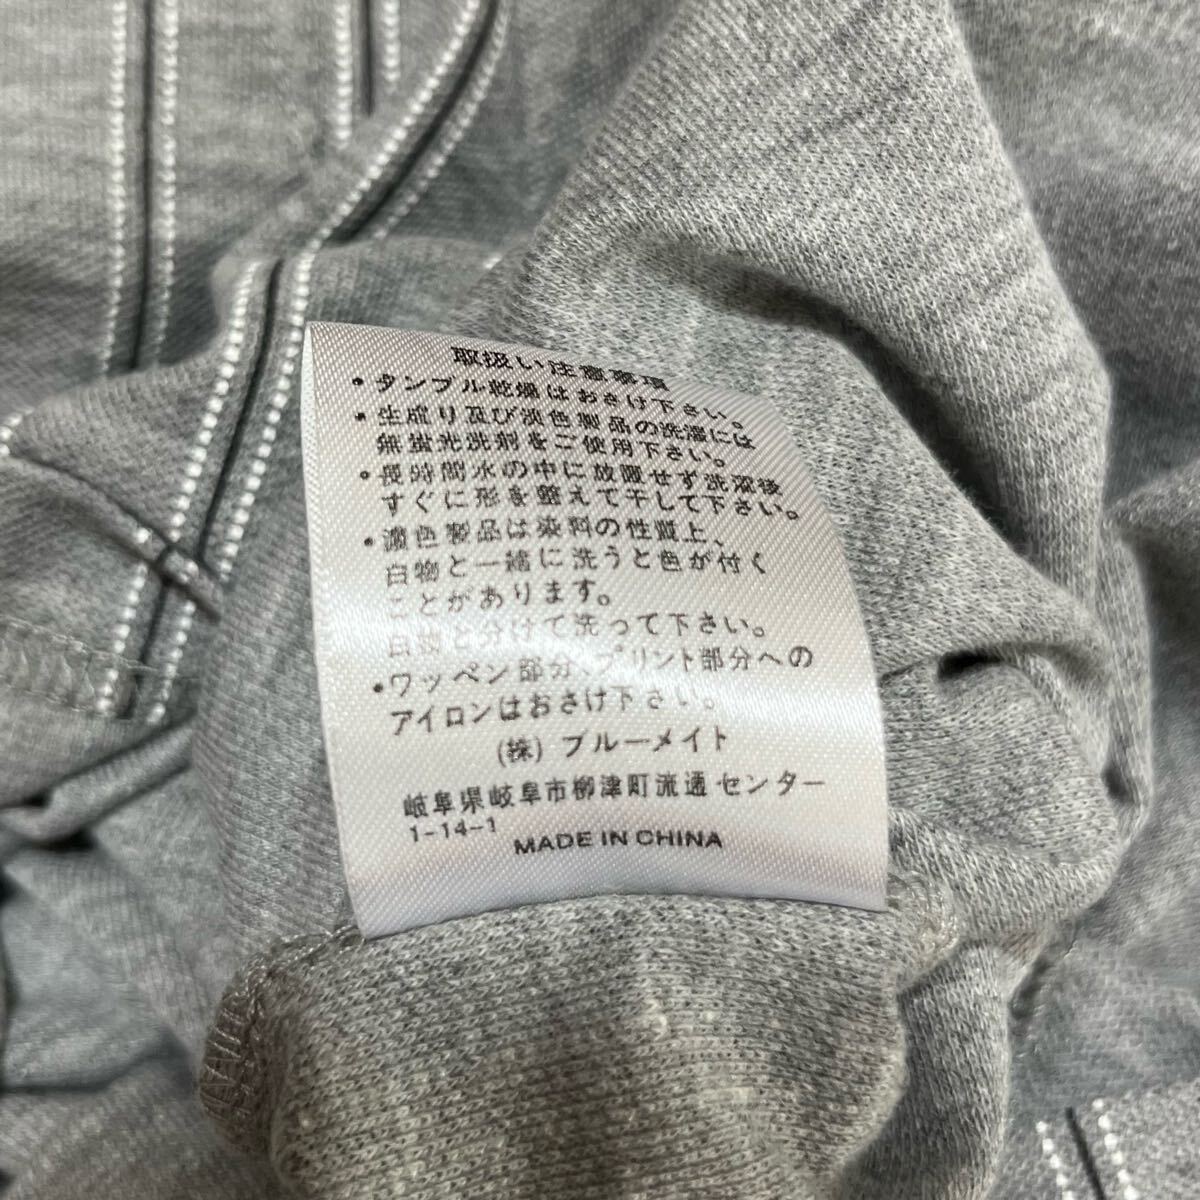 取扱い注意事項
・タンブル乾燥はおさけ下さい。
・生成り及び淡色製品の洗濯には
無蛍光洗剤をご使用下さい。
・長時間水の中に放置せず洗濯後
すぐに形を整えて干して下さい。
・濃色製品は染料の性質上、
白物と一緒に洗うと色が付く
ことがあります。
白物と分けて洗って下さい。
・ワッペン部分、プリント部分への
アイロンはおさけ下さい。
(株) ブルーメイト
岐阜県岐阜市柳津町流通センター
1-14-1
MADE IN CHINA